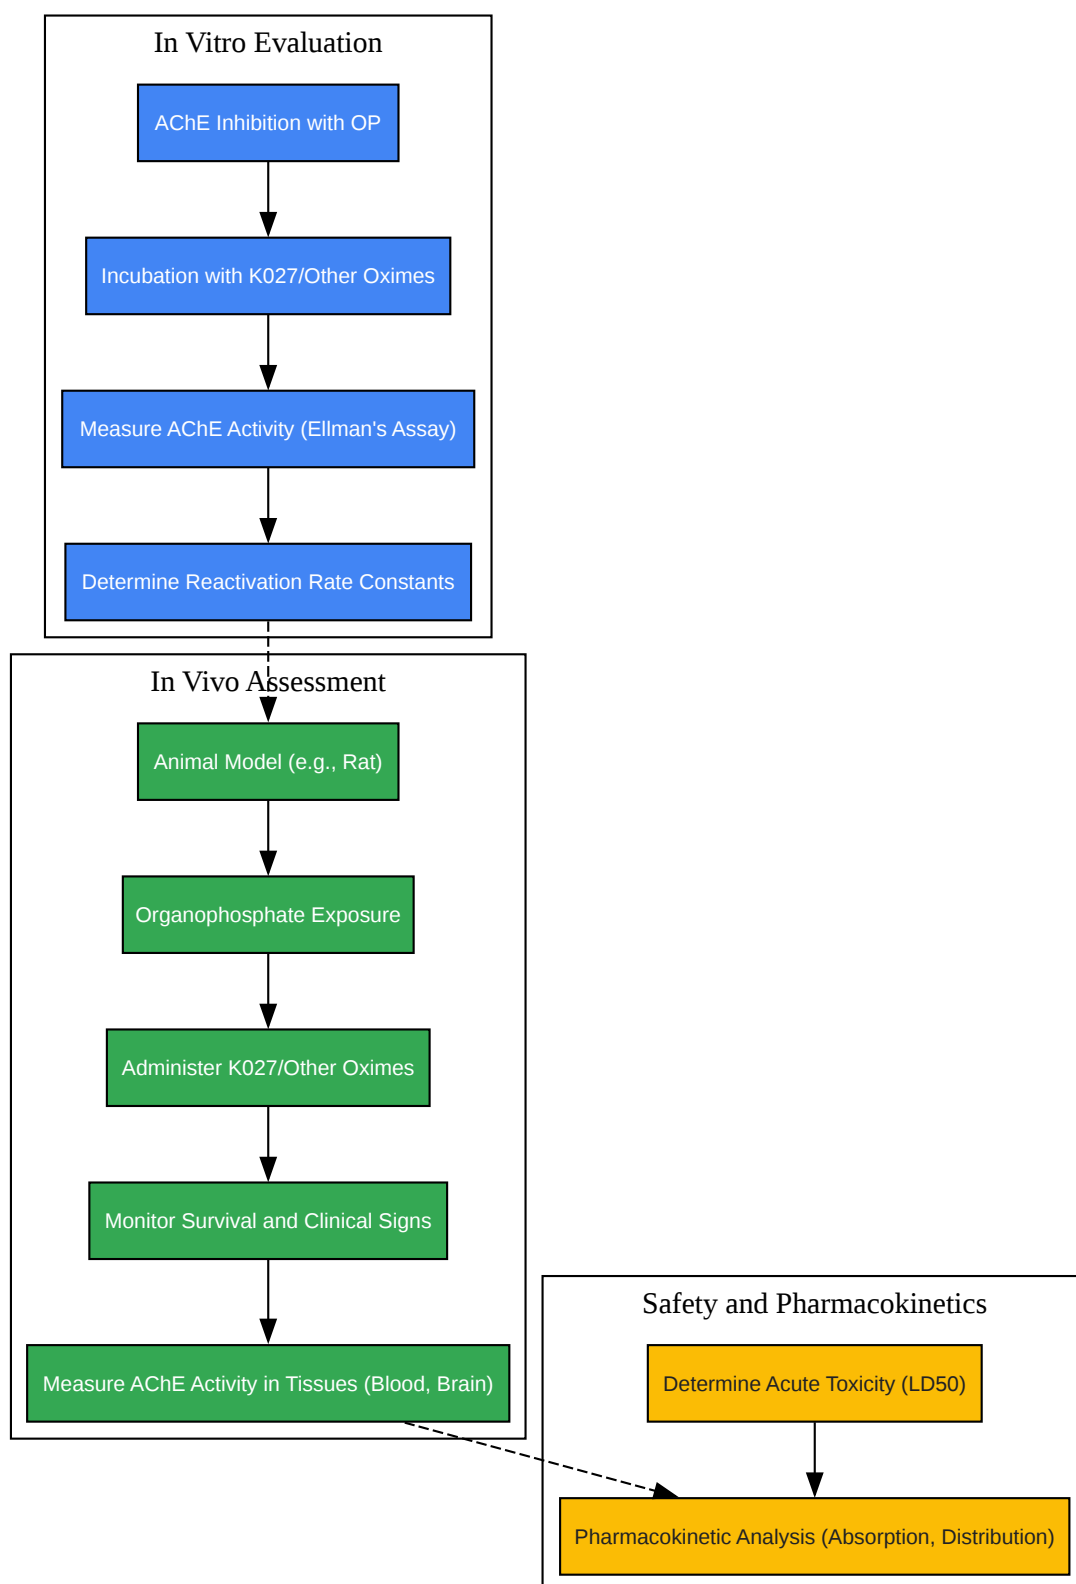 In Vitro Evaluation
AChE Inhibition with OP
Incubation with K027/Other Oximes
Measure AChE Activity (Ellman's Assay)
Determine Reactivation Rate Constants
In Vivo Assessment
Animal Model (e.g., Rat)
Organophosphate Exposure
Administer K027/Other Oximes
Monitor Survival and Clinical Signs
Measure AChE Activity in Tissues (Blood, Brain)
Safety and Pharmacokinetics
Determine Acute Toxicity (LD50)
Pharmacokinetic Analysis (Absorption, Distribution)